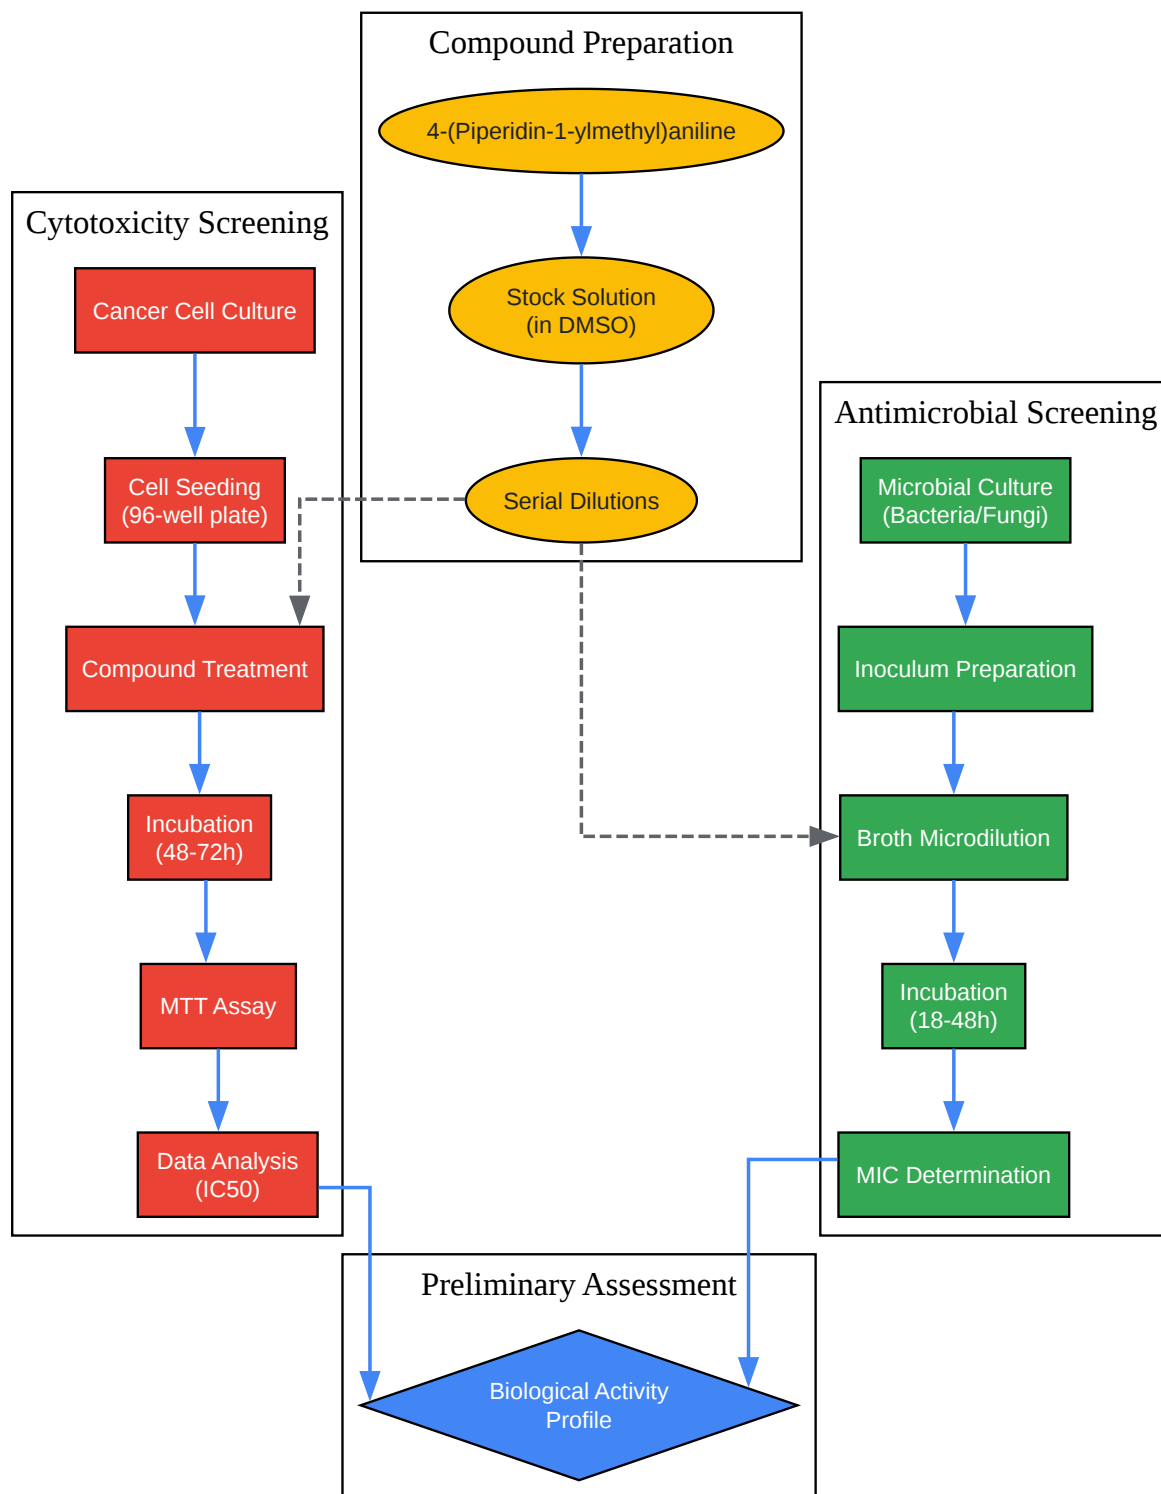 Compound Preparation
4-(Piperidin-1-ylmethyl)aniline
Stock Solution
(in DMSO)
Serial Dilutions
Cytotoxicity Screening
Cancer Cell Culture
Cell Seeding
(96-well plate)
Compound Treatment
Incubation
(48-72h)
MTT Assay
Data Analysis
(IC50)
Antimicrobial Screening
Microbial Culture
(Bacteria/Fungi)
Inoculum Preparation
Broth Microdilution
Incubation
(18-48h)
MIC Determination
Preliminary Assessment
Biological Activity
Profile